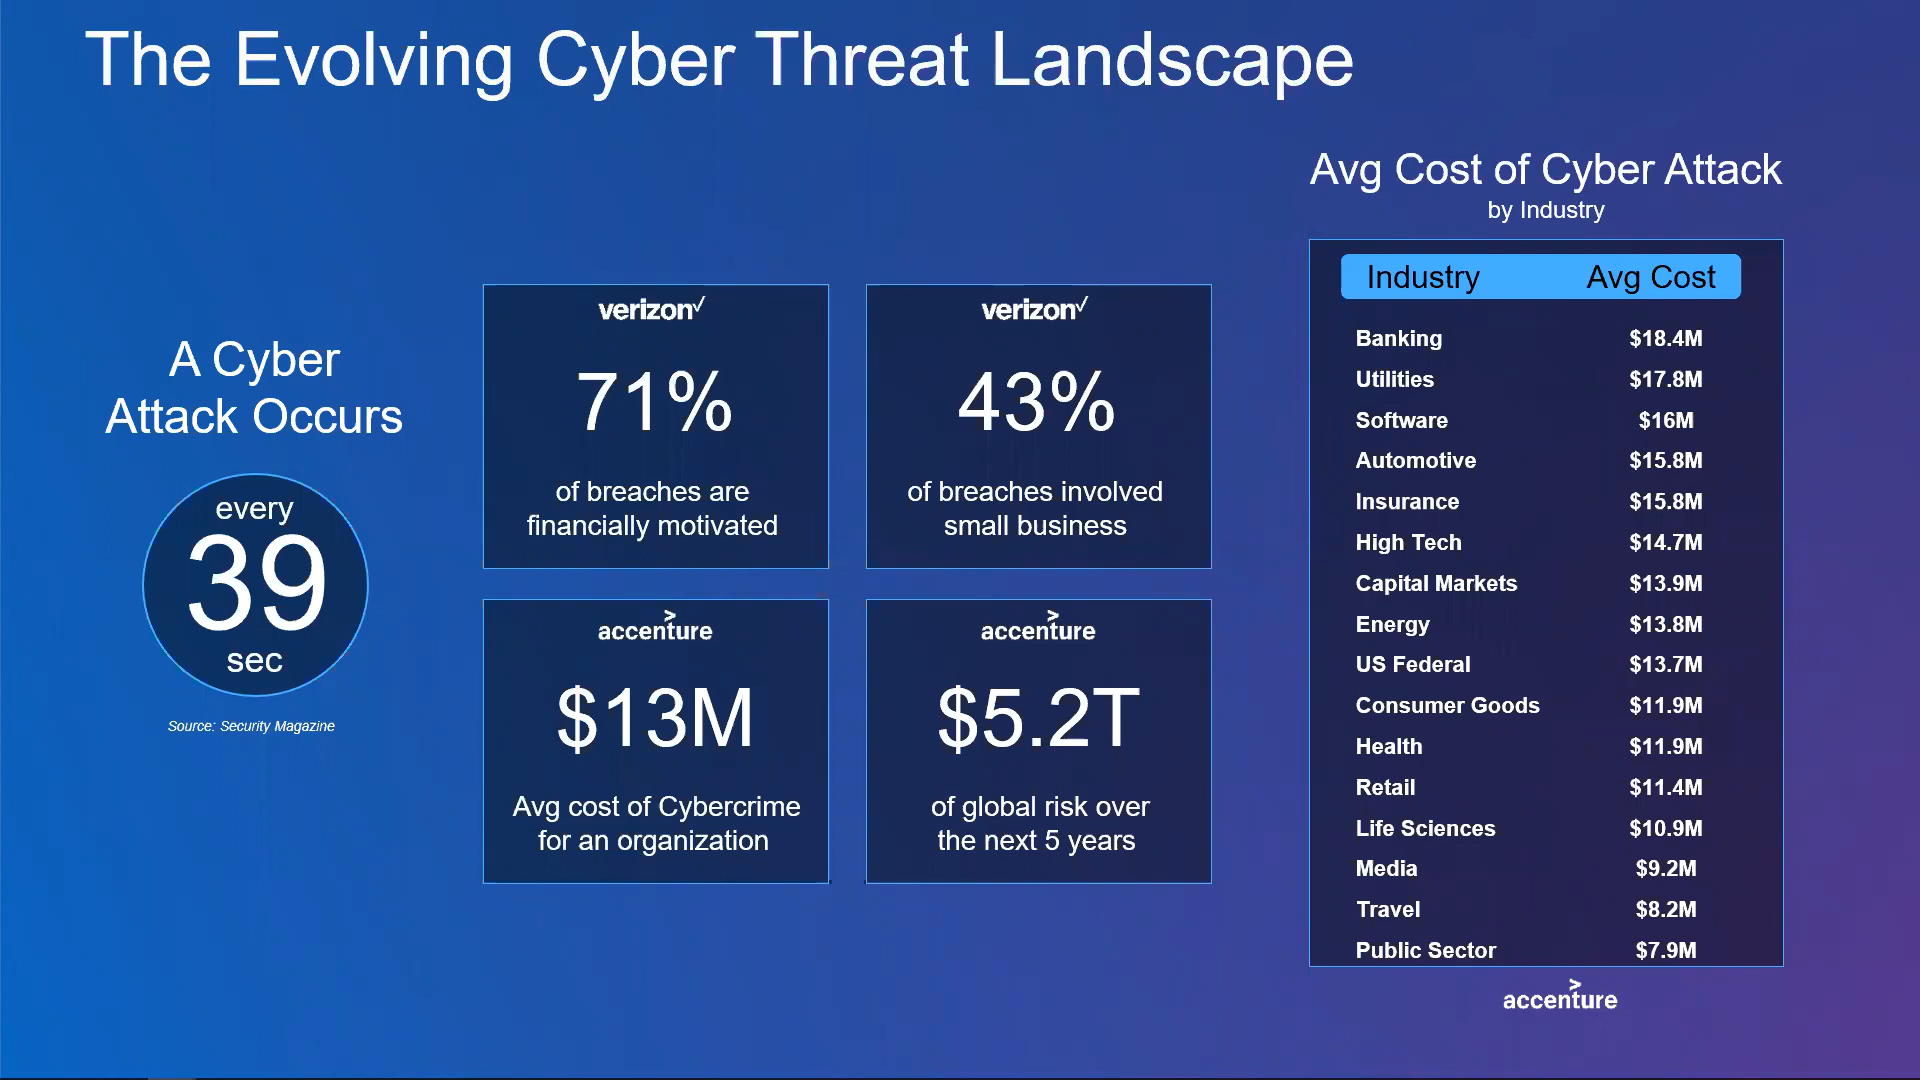 The Evolving Cyber Threat Landscape
A Cyber
Attack Occurs
every
39
sec
Source: Security Magazine
verizon✓
71%
of breaches are
financially motivated
verizon✓
43%
of breaches involved
small business
accenture
$13M
Avg cost of Cybercrime
for an organization
accenture
$5.2T
of global risk over
the next 5 years
Avg Cost of Cyber Attack
by Industry
Industry Avg Cost
Banking $18.4M
Utilities $17.8M
Software $16M
Automotive $15.8M
Insurance $15.8M
High Tech $14.7M
Capital Markets $13.9M
Energy $13.8M
US Federal $13.7M
Consumer Goods $11.9M
Health $11.9M
Retail $11.4M
Life Sciences $10.9M
Media $9.2M
Travel $8.2M
Public Sector $7.9M
accenture